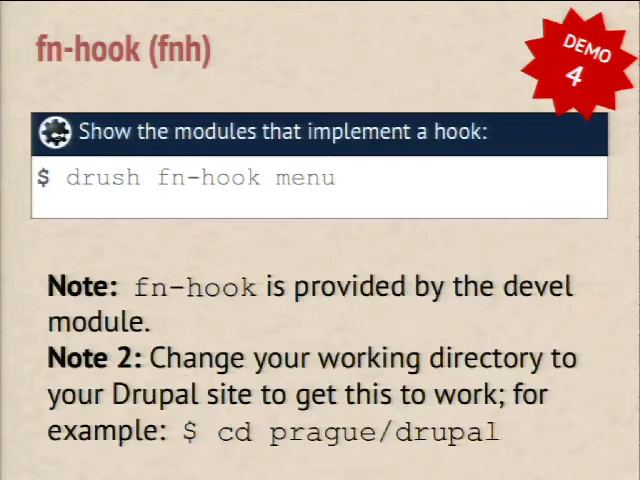 fn-hook (fnh)
DEMO
4
Show the modules that implement a hook:
$ drush fn-hook menu
Note: fn-hook is provided by the devel
module.
Note 2: Change your working directory to
your Drupal site to get this to work; for
example: $ cd prague/drupal